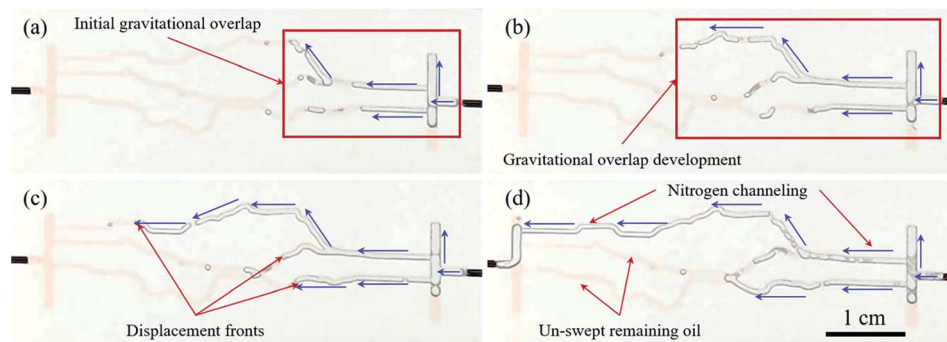 (a)
Initial gravitational overlap
(b)
Gravitational overlap development
(c)
Displacement fronts
(d)
Nitrogen channeling
Un-swept remaining oil
1 cm